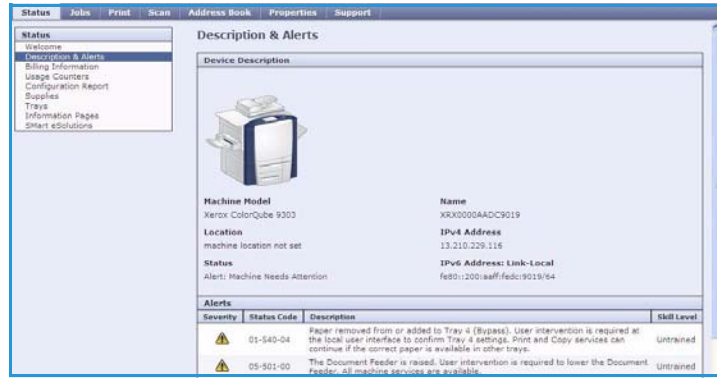 Status Jobs Print Scan Address Book Properties Support
Status
Welcome
Description & Alerts
Billing Information
Usage Counters
Configuration Report
Supplies
Trays
Information Pages
SMart eSolutions
Description & Alerts
Device Description
Machine Model
Xerox ColorQube 9303
Name
XRX0000AADC9019
Location
machine location not set
IPv4 Address
13.210.229.116
Status
Alert: Machine Needs Attention
IPv6 Address: Link-Local
fe80::200:aaff:fedc:9019/64
Alerts
Severity Status Code Description Skill Level
01-540-04 Paper removed from or added to Tray 4 (Bypass). User intervention is required at Untrained
the local user interface to confirm Tray 4 settings. Print and Copy services can
continue if the correct paper is available in other trays.
05-501-00 The Document Feeder is raised. User intervention is required to lower the Document Untrained
Feeder. All machine services are available.